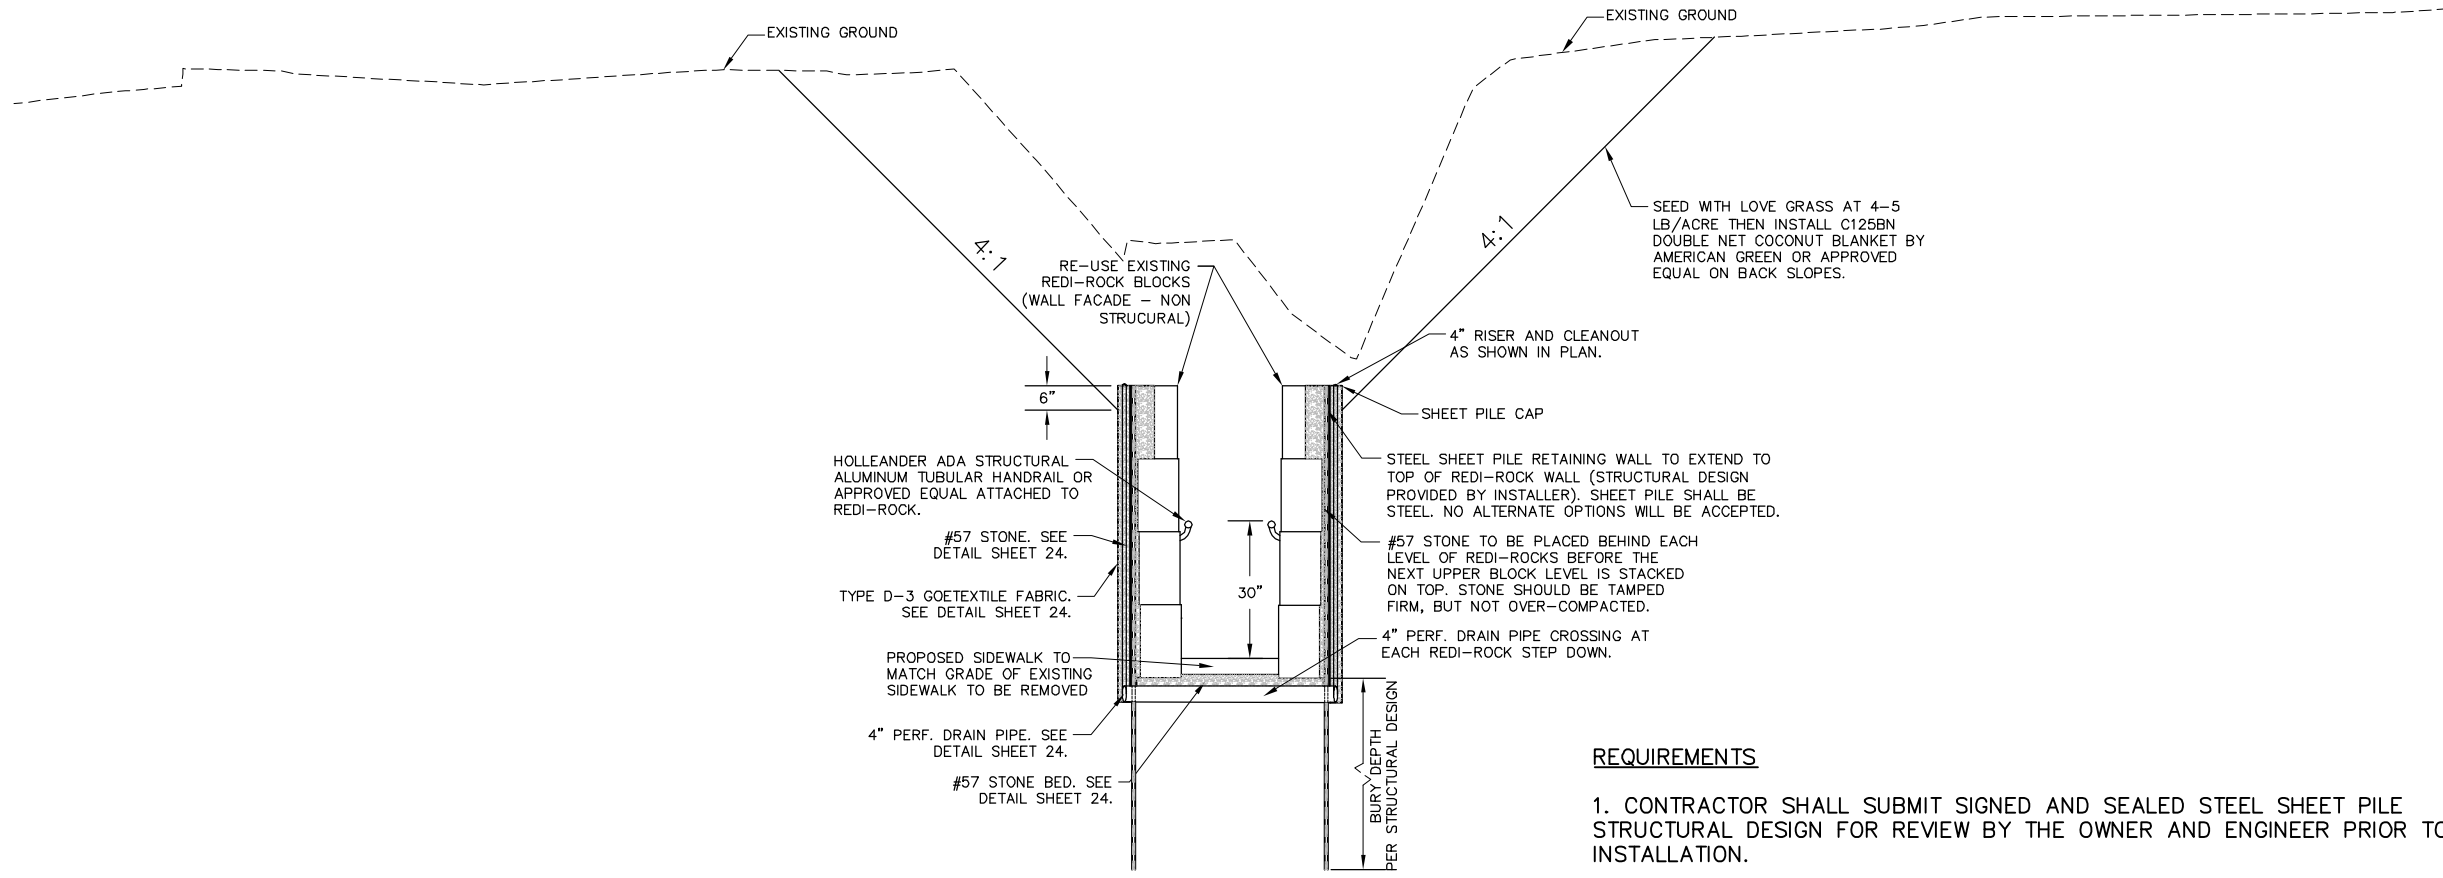 EXISTING GROUND
EXISTING GROUND
SEED WITH LOVE GRASS AT 4-5
LB/ACRE THEN INSTALL C125BN
DOUBLE NET COCONUT BLANKET BY
AMERICAN GREEN OR APPROVED
EQUAL ON BACK SLOPES.
4:1
4:1
RE-USE EXISTING
REDI-ROCK BLOCKS
(WALL FACADE - NON
STRUCURAL)
4" RISER AND CLEANOUT
AS SHOWN IN PLAN.
6"
SHEET PILE CAP
HOLLEANDER ADA STRUCTURAL
ALUMINUM TUBULAR HANDRAIL OR
APPROVED EQUAL ATTACHED TO
REDI-ROCK.
STEEL SHEET PILE RETAINING WALL TO EXTEND TO
TOP OF REDI-ROCK WALL (STRUCTURAL DESIGN
PROVIDED BY INSTALLER). SHEET PILE SHALL BE
STEEL. NO ALTERNATE OPTIONS WILL BE ACCEPTED.
#57 STONE. SEE
DETAIL SHEET 24.
#57 STONE TO BE PLACED BEHIND EACH
LEVEL OF REDI-ROCKS BEFORE THE
NEXT UPPER BLOCK LEVEL IS STACKED
ON TOP. STONE SHOULD BE TAMPED
FIRM, BUT NOT OVER-COMPACTED.
TYPE D-3 GOETEXTILE FABRIC.
SEE DETAIL SHEET 24.
30"
4" PERF. DRAIN PIPE CROSSING AT
EACH REDI-ROCK STEP DOWN.
PROPOSED SIDEWALK TO
MATCH GRADE OF EXISTING
SIDEWALK TO BE REMOVED
4" PERF. DRAIN PIPE. SEE
DETAIL SHEET 24.
#57 STONE BED. SEE
DETAIL SHEET 24.
BURY DEPTH
PER STRUCTURAL DESIGN
REQUIREMENTS
1. CONTRACTOR SHALL SUBMIT SIGNED AND SEALED STEEL SHEET PILE
STRUCTURAL DESIGN FOR REVIEW BY THE OWNER AND ENGINEER PRIOR TO
INSTALLATION.